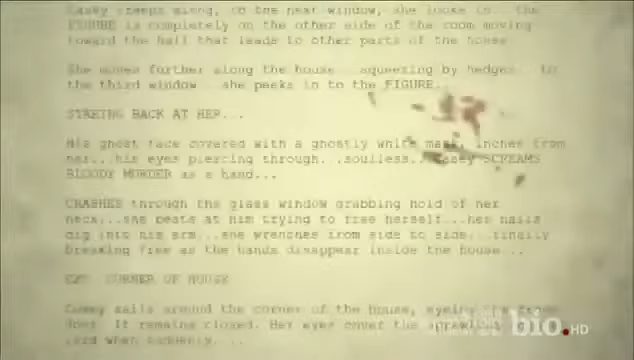 Casey creeps along, to the next window, she looks in...the
FIGURE is completely on the other side of the room moving
toward the hall that leads to other parts of the house.
She moves further along the house...squeezing by hedges...to
the third window...she peeks in to the FIGURE..
STARING BACK AT HER...
His ghost face covered with a ghostly white mask, inches from
her...his eyes piercing through...soulless.. Casey SCREAMS
BLOODY MURDER as a hand...
CRASHES through the glass window grabbing hold of her
neck...she beats at him trying to free herself...her nails
dig into his arm...she wrenches from side to side...finally
breaking free as the hands disappear inside the house...
EXT. CORNER OF HOUSE
Casey sails around the corner of the house, eyeing the front
door. It remains closed. Her eyes cover the
yard when suddenly....
bio.HD